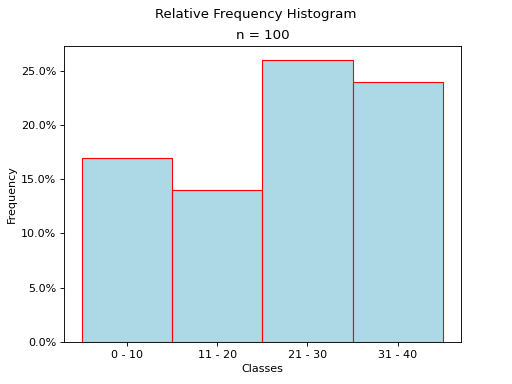 Relative Frequency Histogram
n = 100
25.0%
20.0%
15.0%
10.0%
5.0%
0.0%
Frequency
0 - 10
11 - 20
21 - 30
31 - 40
Classes